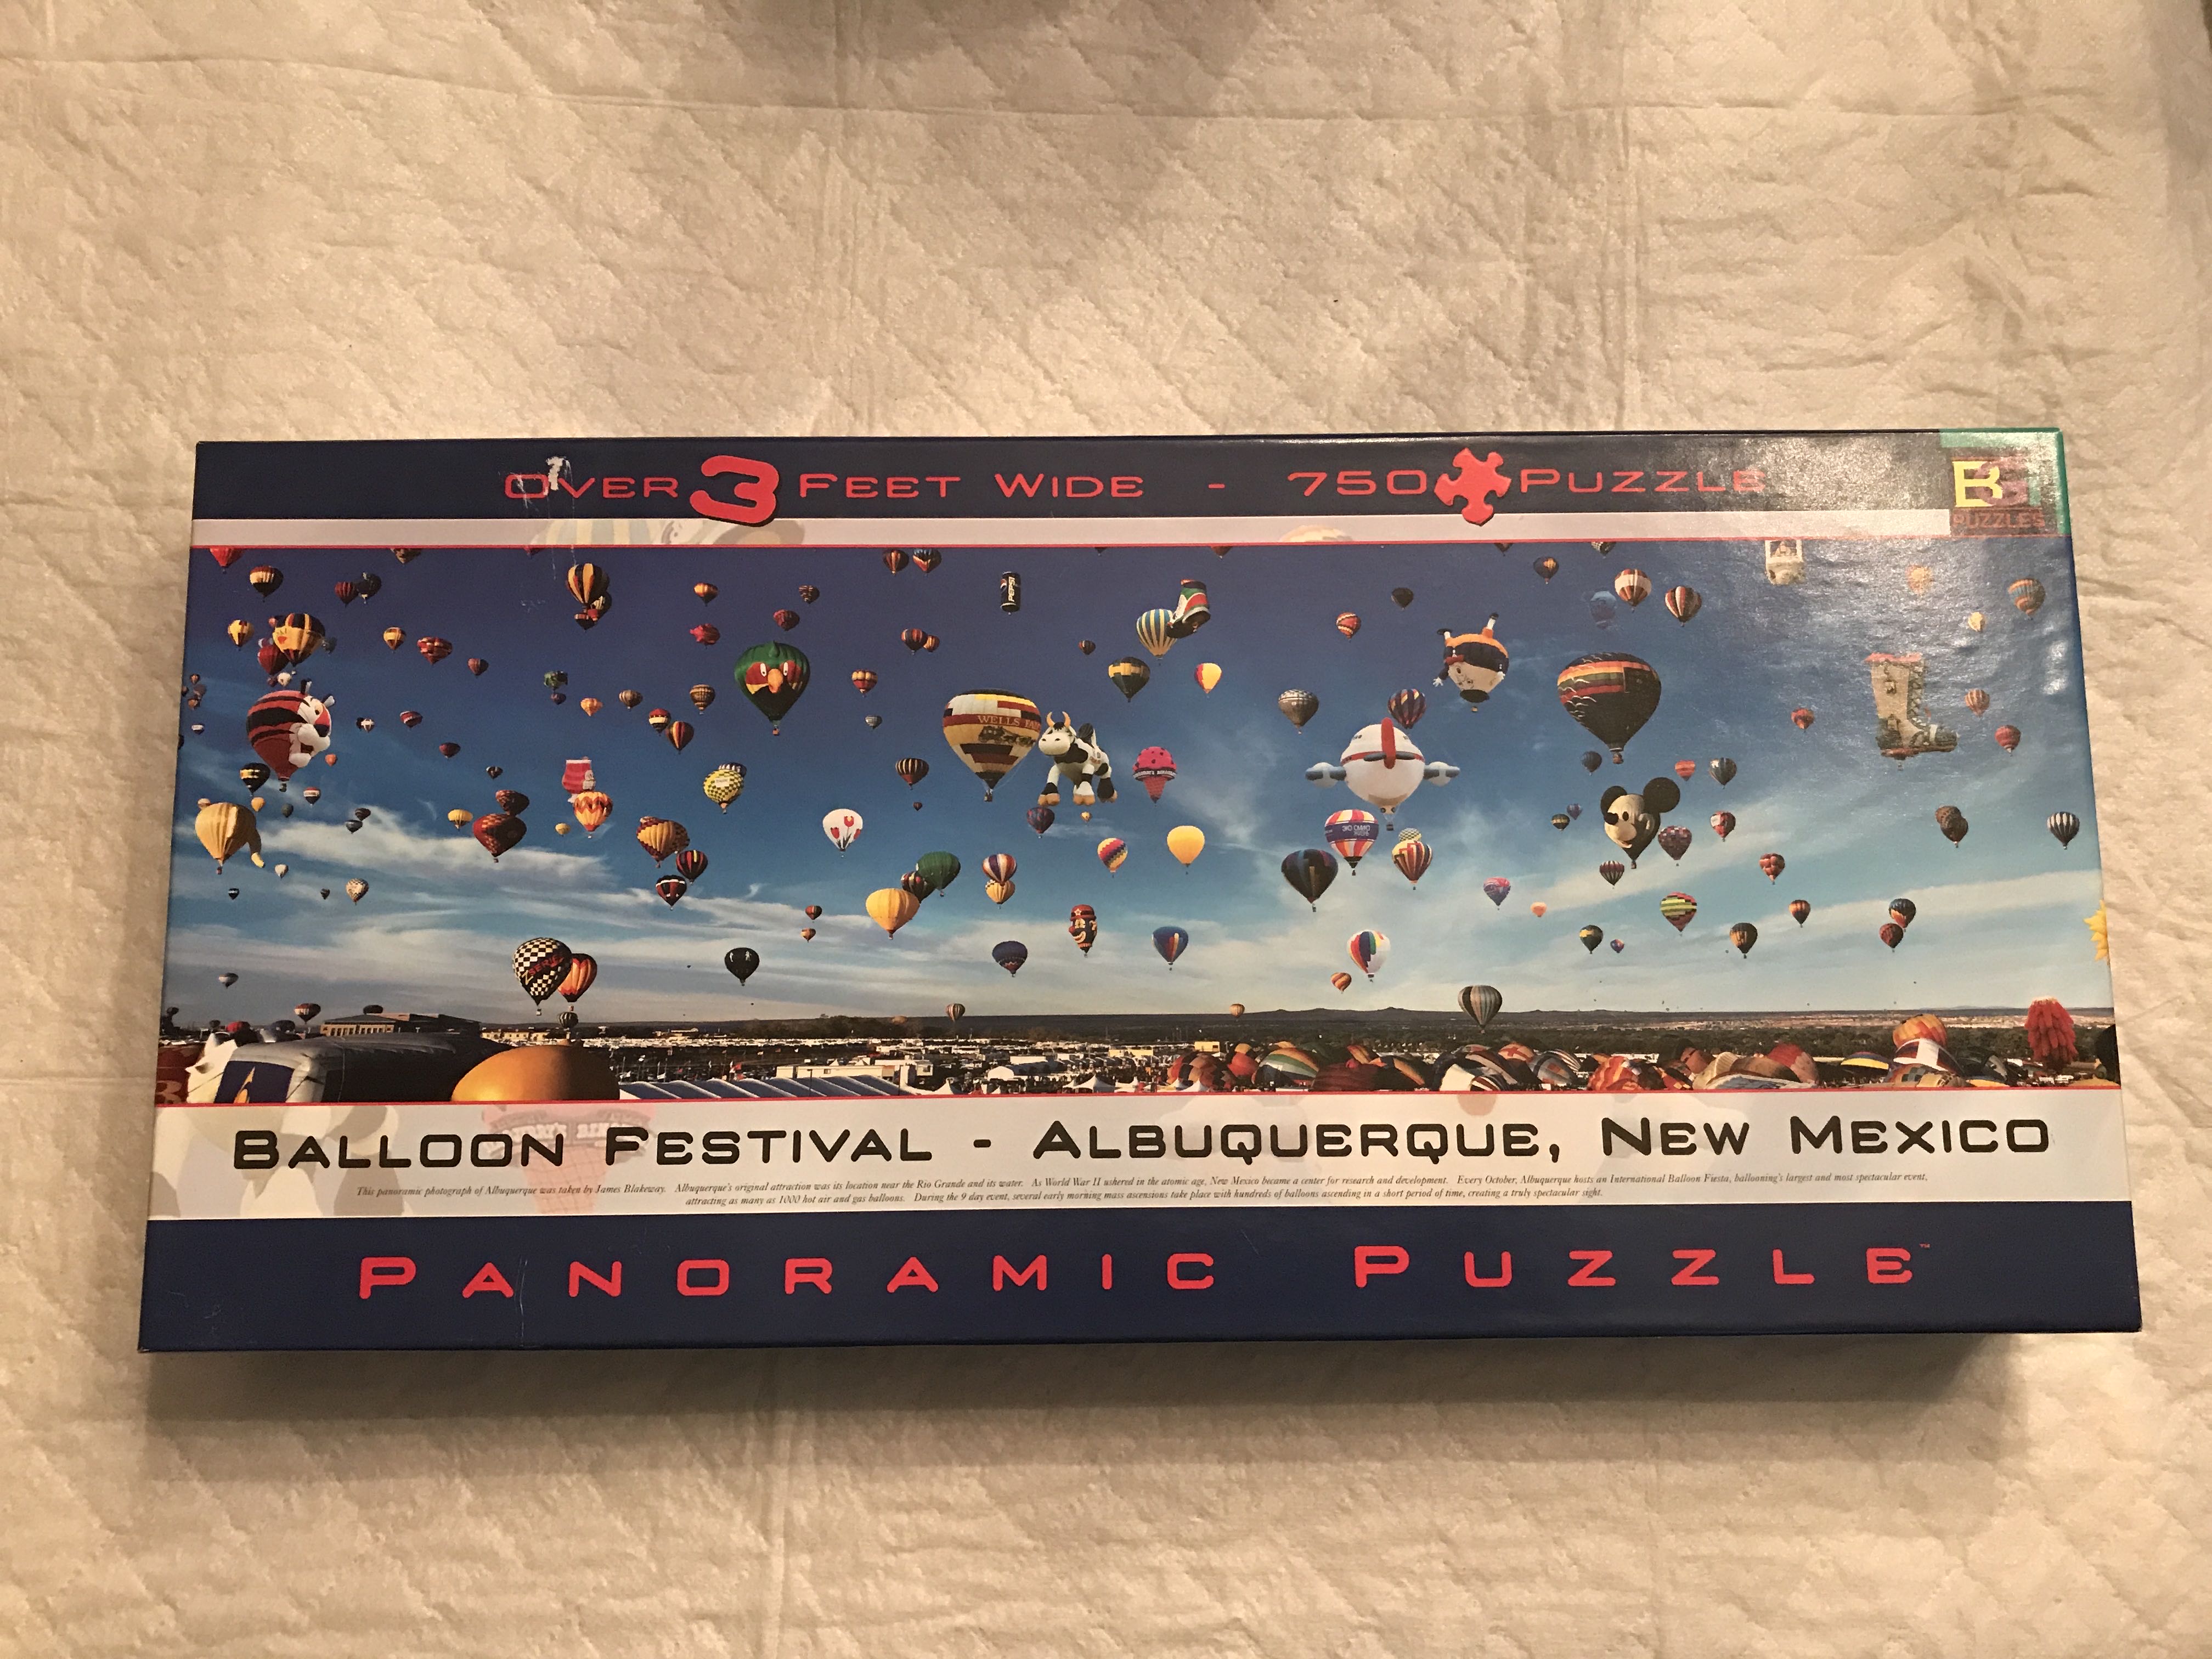 OVER 3 FEET WIDE - 750 PUZZLE
BG
PUZZLES
WELLS FA
BALLOON FESTIVAL - ALBUQUERQUE, NEW MEXICO
This panoramic photograph of Albuquerque was taken by James Blakeway. Albuquerque's original attraction was its location near the Rio Grande and its water. As World War II ushered in the atomic age, New Mexico became a center for research and development. Every October, Albuquerque hosts an International Balloon Fiesta, ballooning's largest and most spectacular event,
attracting as many as 1000 hot air and gas balloons. During the 9 day event, several early morning mass ascensions take place with hundreds of balloons ascending in a short period of time, creating a truly spectacular sight.
PANORAMIC PUZZLE™